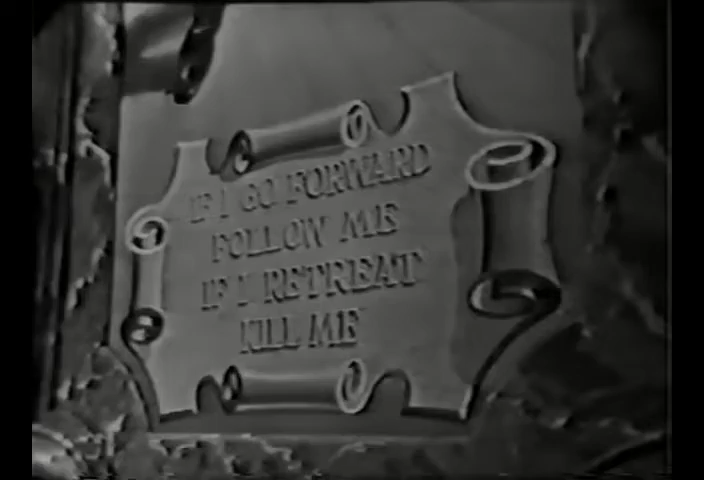 IF I GO FORWARD
FOLLOW ME
IF I RETREAT
KILL ME